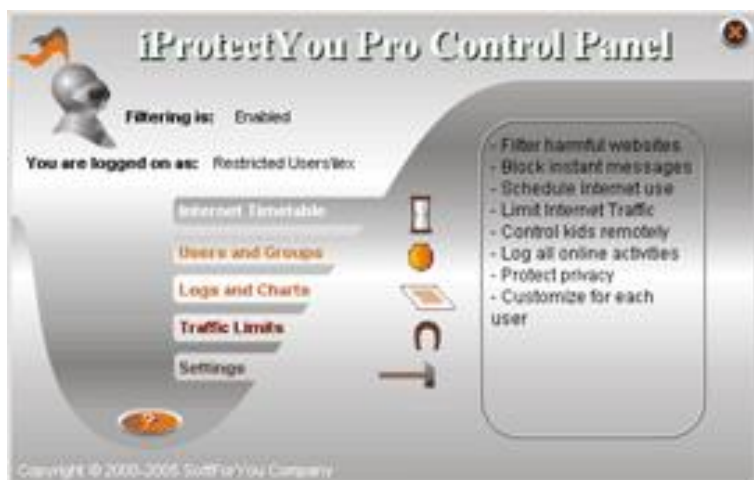 iProtectYou Pro Control Panel
Filtering is: Enabled
You are logged on as: Restricted Users\lex
Internet Timetable
Users and Groups
Logs and Charts
Traffic Limits
Settings
?
- Filter harmful websites
- Block instant messages
- Schedule Internet use
- Limit Internet Traffic
- Control kids remotely
- Log all online activities
- Protect privacy
- Customize for each
user
Copyright © 2000-2005 SoftForYou Company